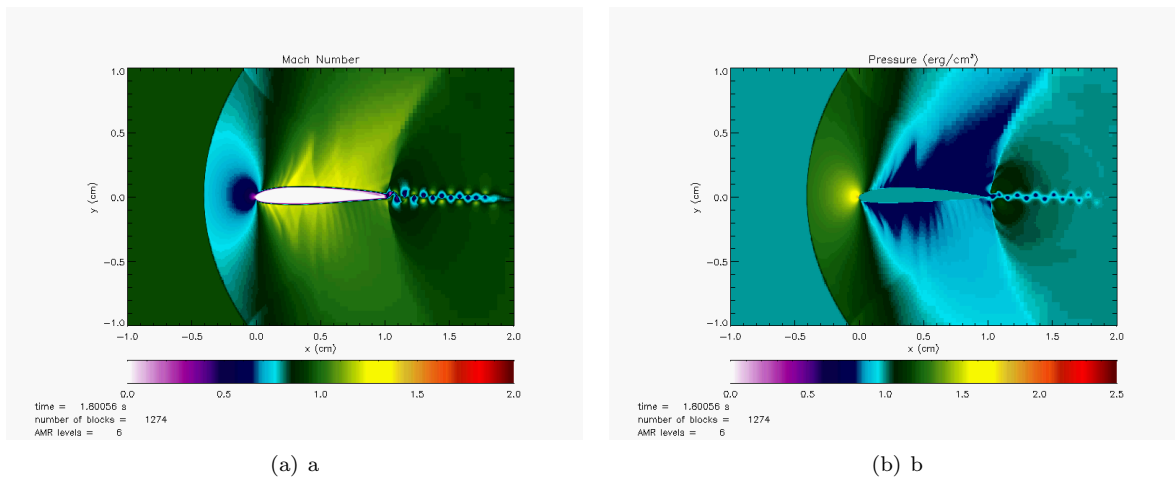 Mach Number
1.0
0.5
0.0
-0.5
-1.0
y (cm)
-1.0 -0.5 0.0 0.5 1.0 1.5 2.0
x (cm)
0.0 0.5 1.0 1.5 2.0
time = 1.80056 s
number of blocks = 1274
AMR levels = 6
(a) a
Pressure (erg/cm³)
1.0
0.5
0.0
-0.5
-1.0
y (cm)
-1.0 -0.5 0.0 0.5 1.0 1.5 2.0
x (cm)
0.0 0.5 1.0 1.5 2.0 2.5
time = 1.80056 s
number of blocks = 1274
AMR levels = 6
(b) b